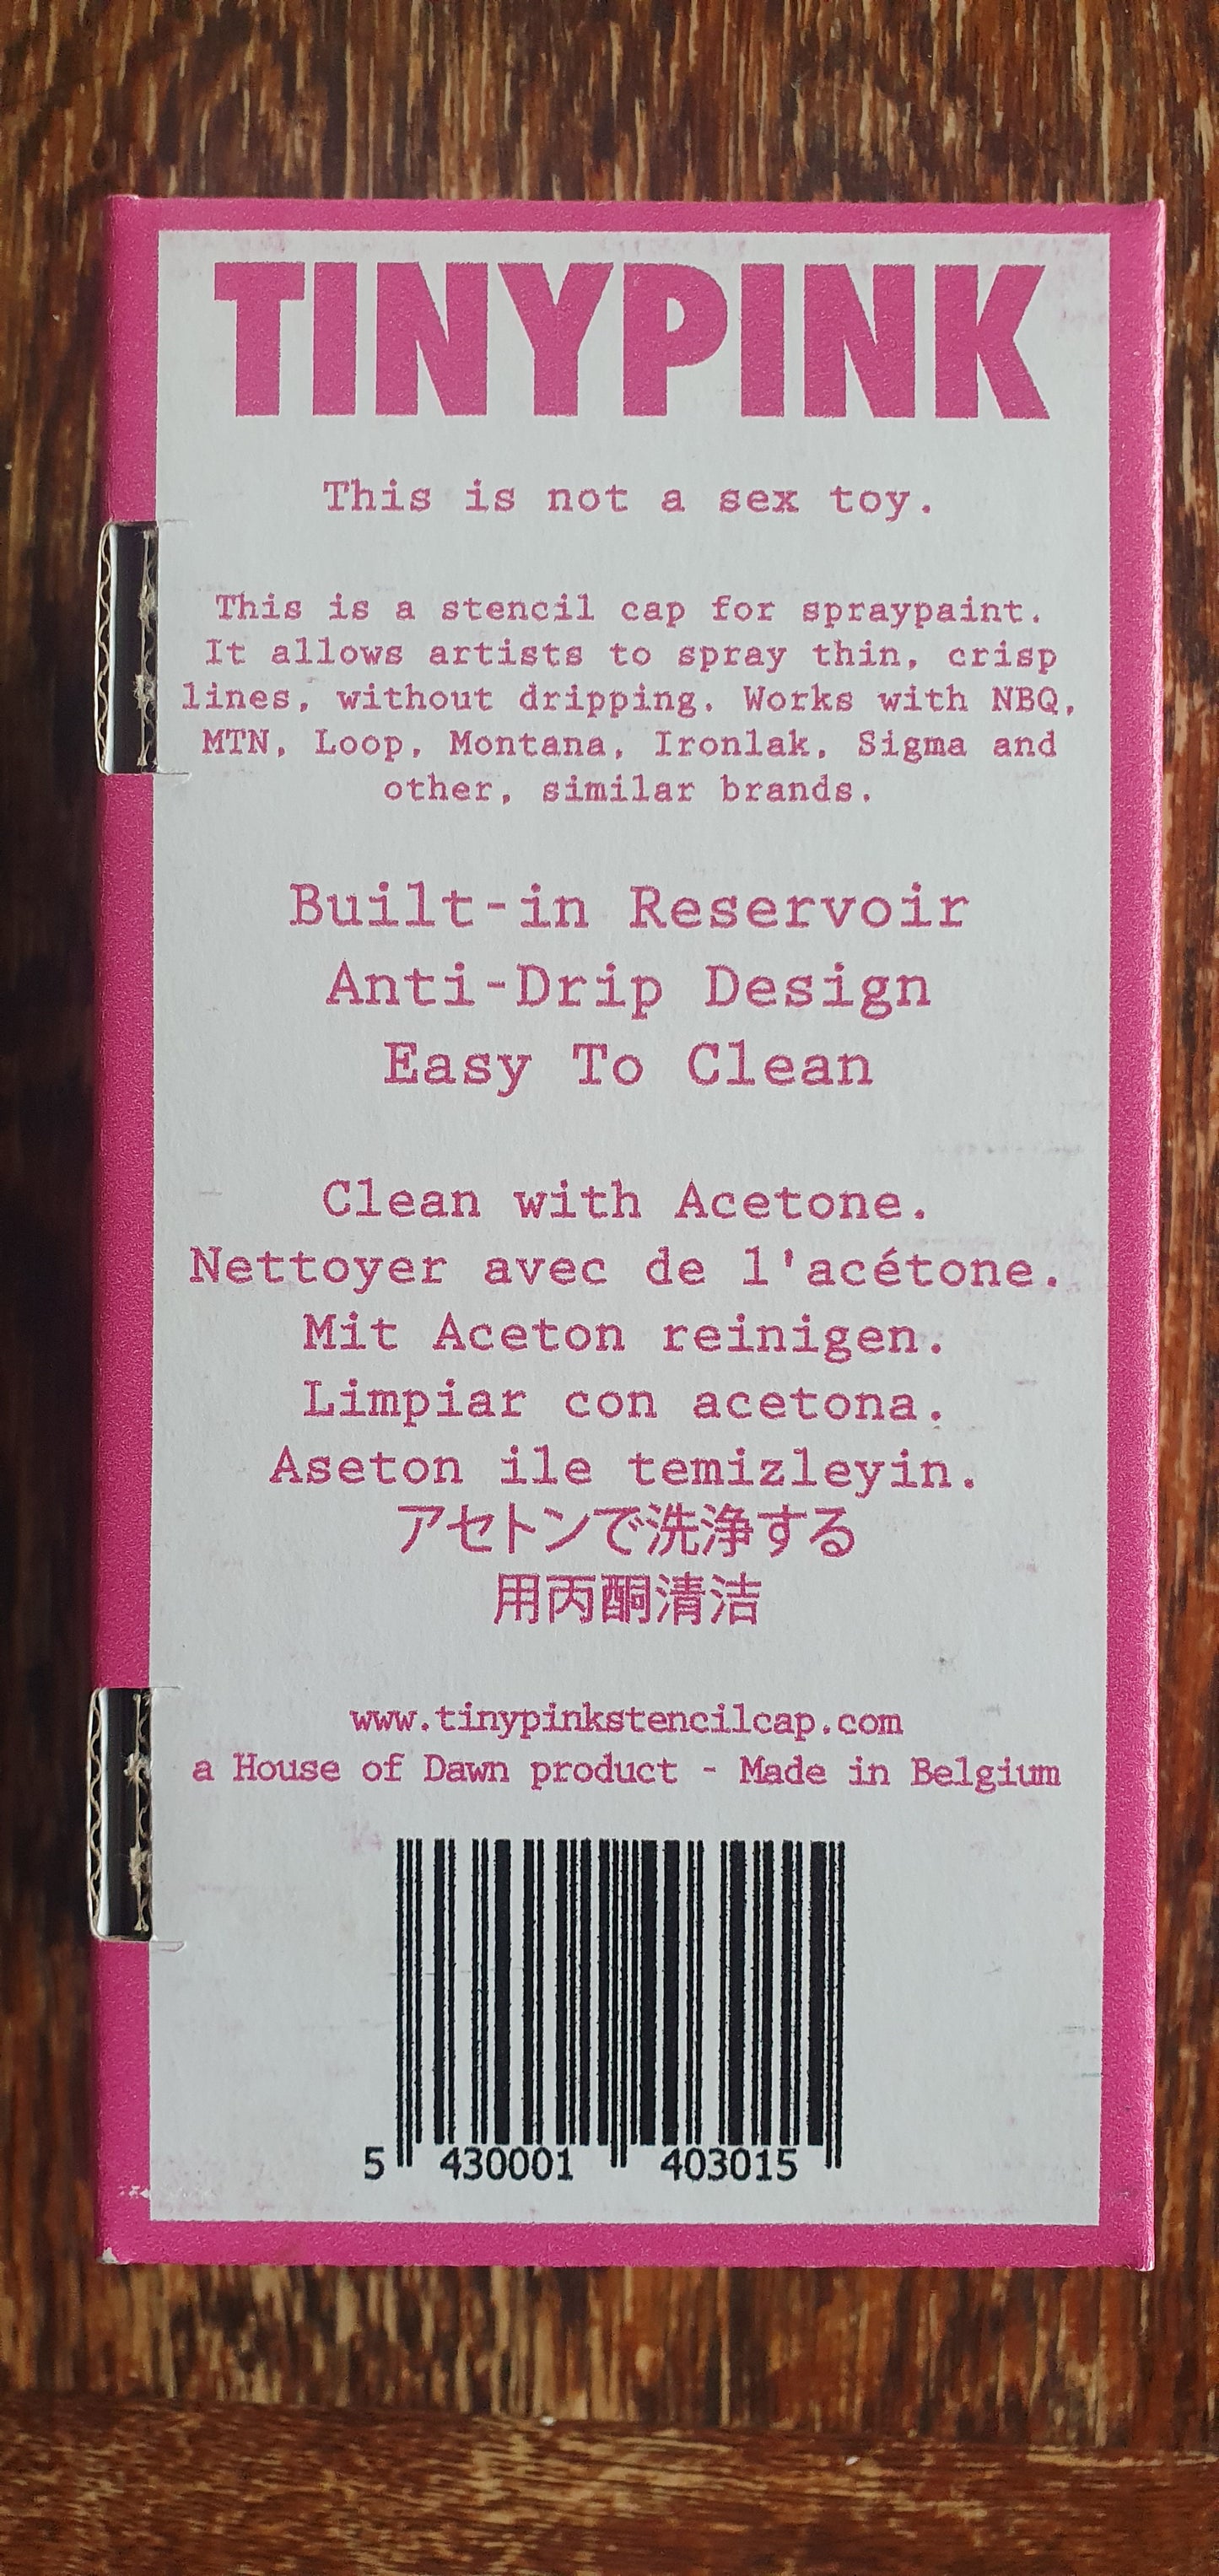 TINYPINK
This is not a sex toy.
This is a stencil cap for spraypaint.
It allows artists to spray thin, crisp
lines, without dripping. Works with NBQ,
MTN, Loop, Montana, Ironlak, Sigma and
other, similar brands.
Built-in Reservoir
Anti-Drip Design
Easy To Clean
Clean with Acetone.
Nettoyer avec de l'acétone.
Mit Aceton reinigen.
Limpiar con acetona.
Aseton ile temizleyin.
アセトンで洗浄する
用丙酮清洁
www.tinypinkstencilcap.com
a House of Dawn product - Made in Belgium
5 430001 403015